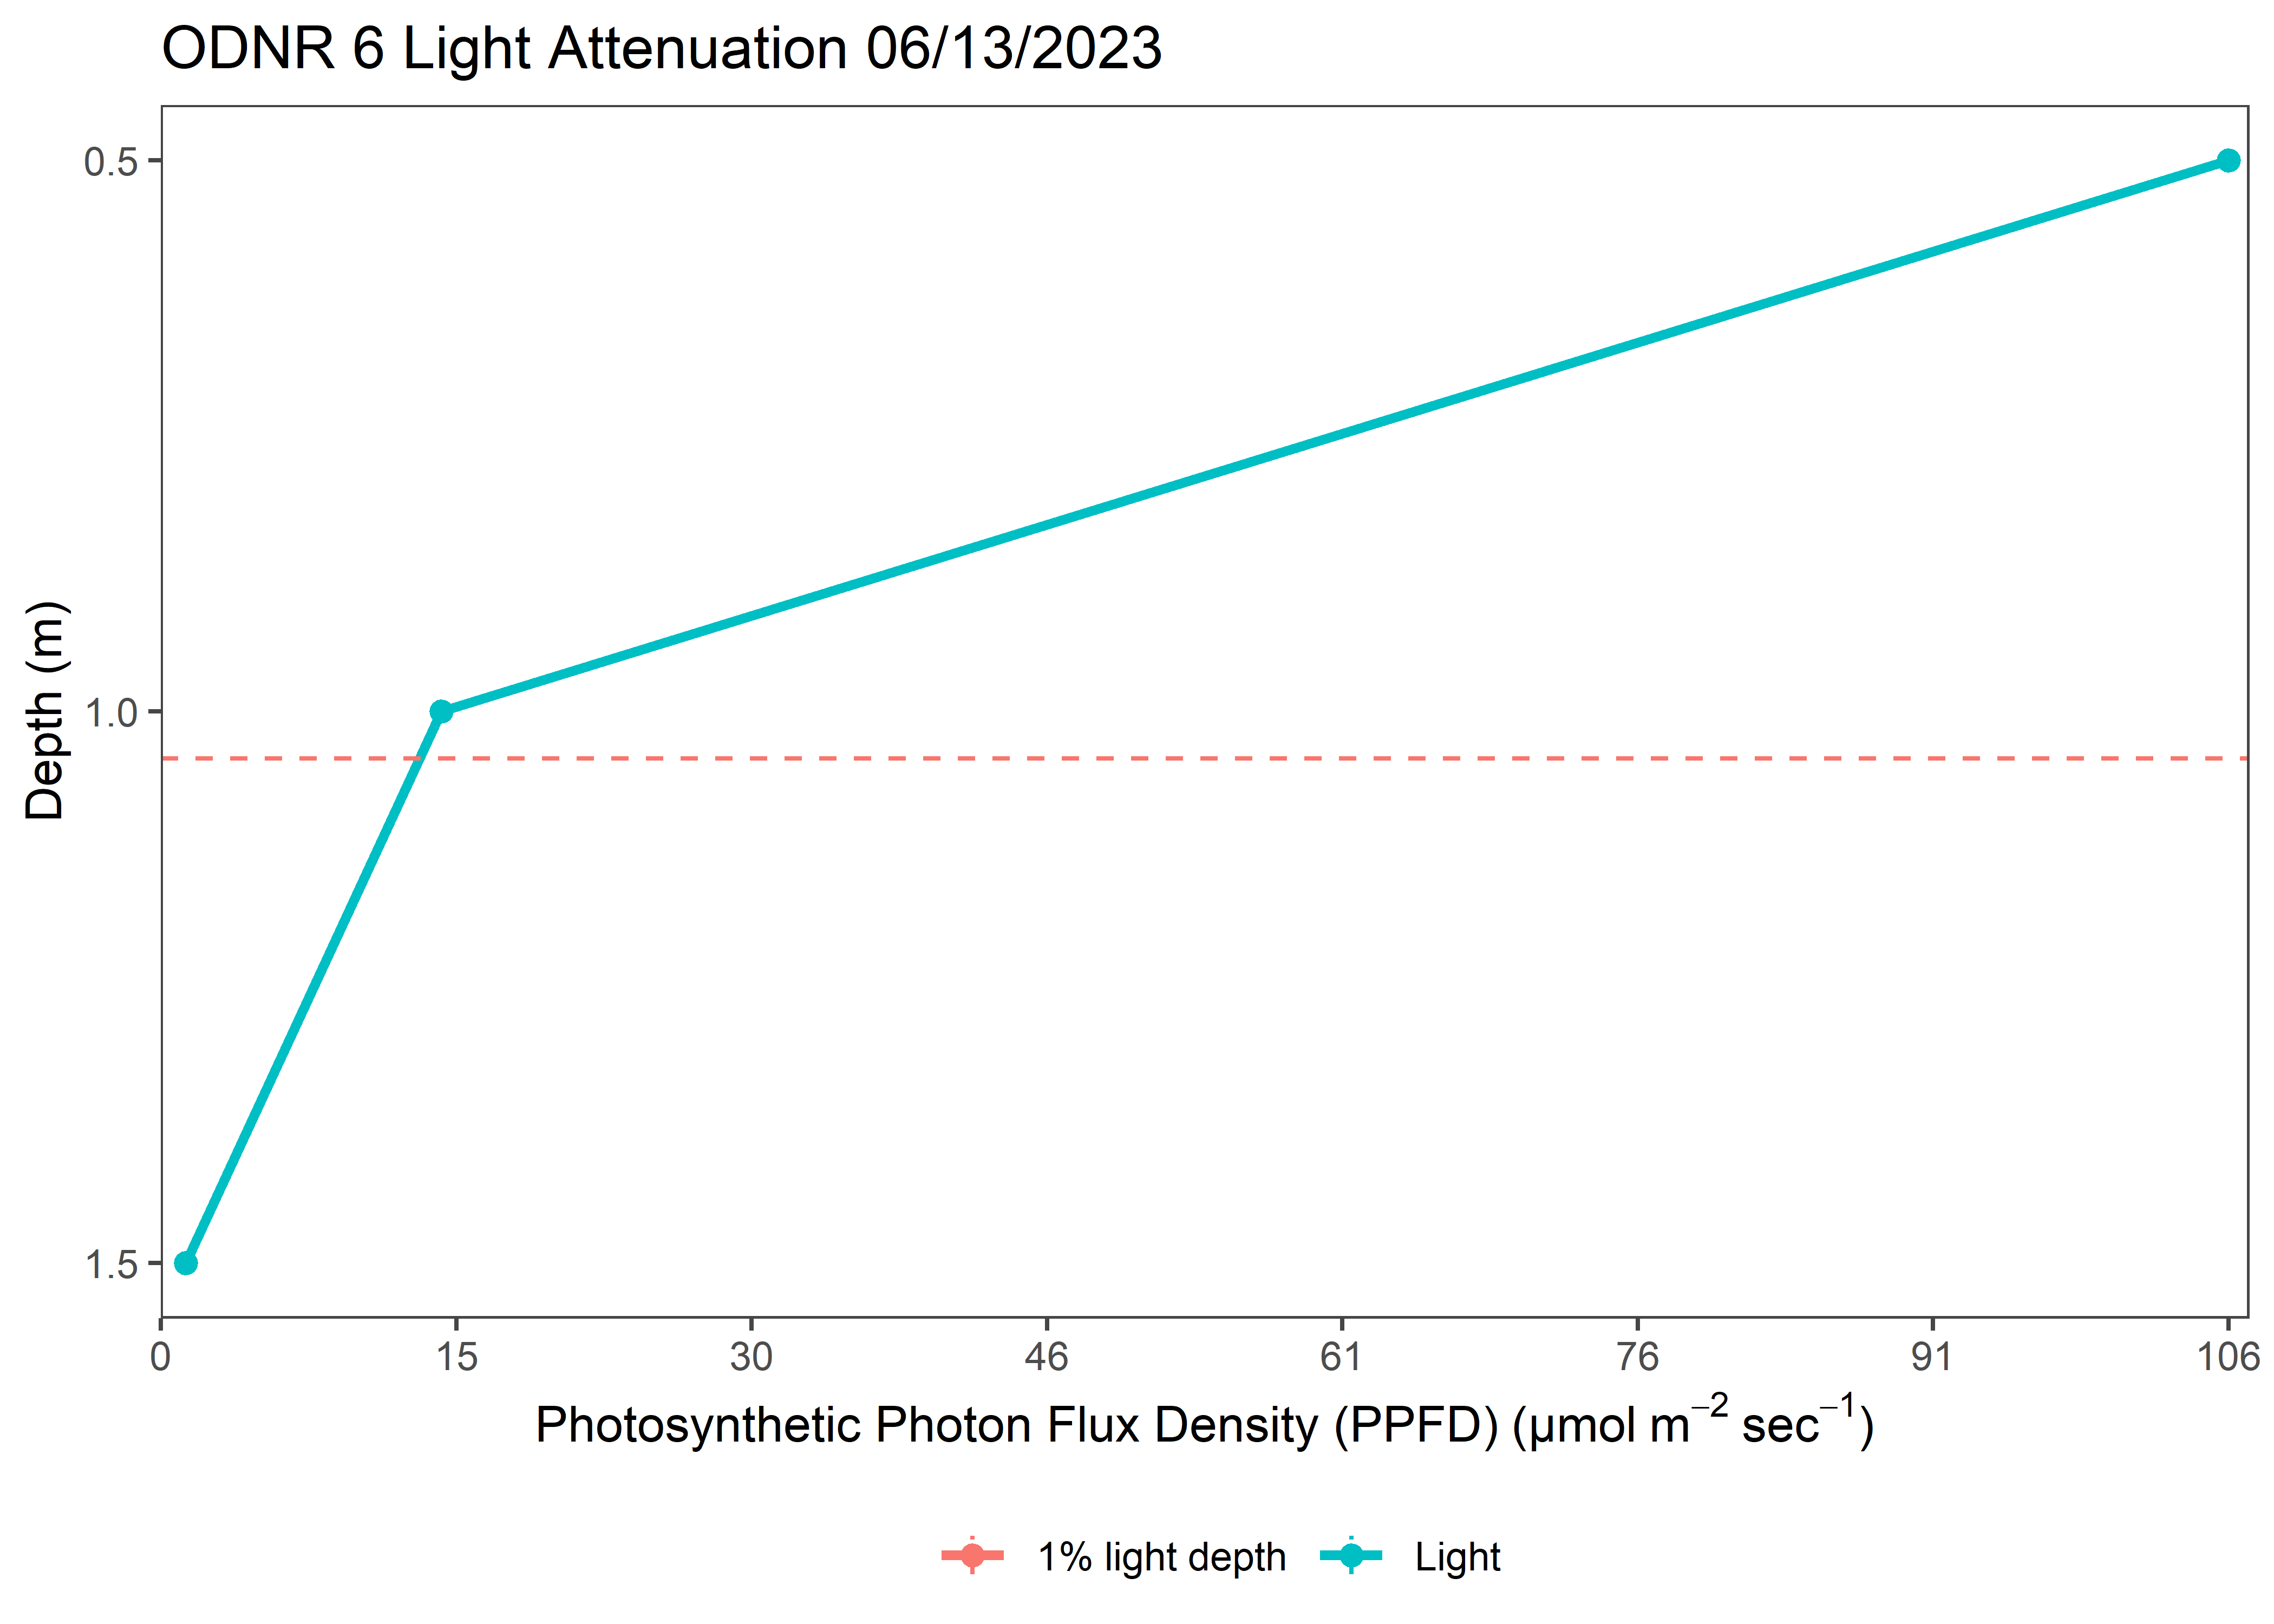 ODNR 6 Light Attenuation 06/13/2023
Depth (m)
0.5
1.0
1.5
0 15 30 46 61 76 91 106
Photosynthetic Photon Flux Density (PPFD) (µmol m⁻² sec⁻¹)
1% light depth Light